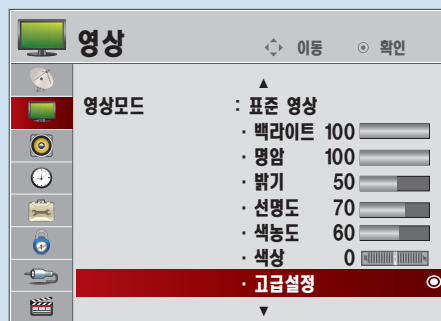 영상 이동 확인
▲
영상모드 : 표준 영상
· 백라이트 100
· 명암 100
· 밝기 50
· 선명도 70
· 색농도 60
· 색상 0
· 고급설정
▼